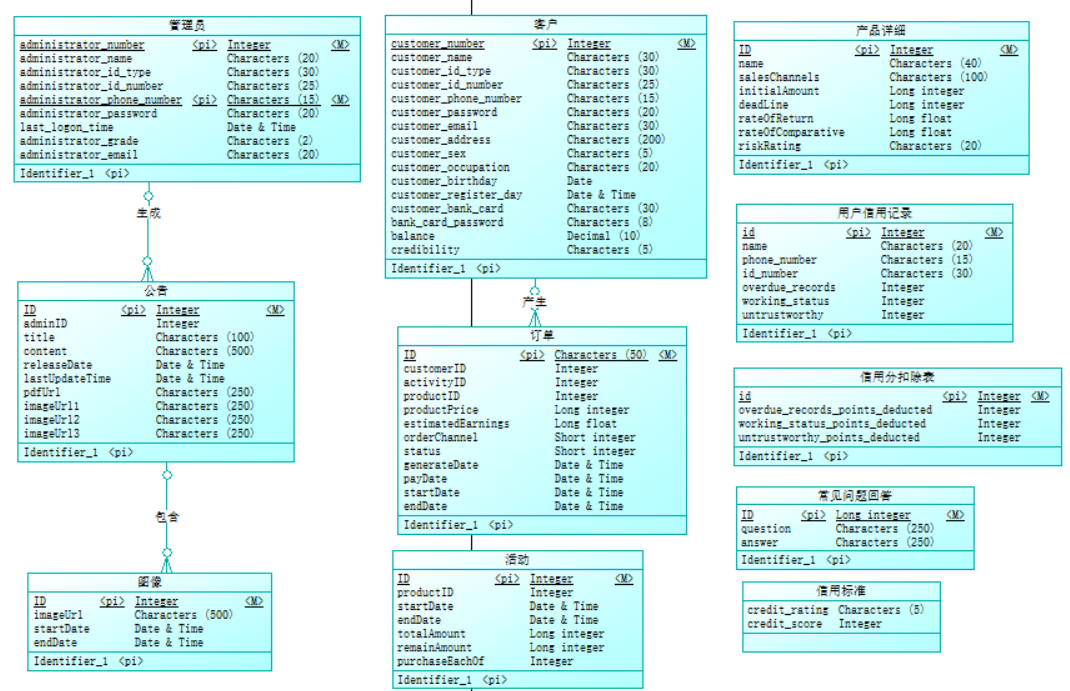 管理员
administrator_number <pi> Integer <M>
administrator_name Characters (20)
administrator_id_type Characters (30)
administrator_id_number Characters (25)
administrator_phone_number <pi> Characters (15) <M>
administrator_password Characters (20)
last_logon_time Date & Time
administrator_grade Characters (2)
administrator_email Characters (20)
Identifier_1 <pi>
生成
公告
ID <pi> Integer <M>
adminID Integer
title Characters (100)
content Characters (500)
releaseDate Date & Time
lastUpdateTime Date & Time
pdfUrl Characters (250)
imageUrl1 Characters (250)
imageUrl2 Characters (250)
imageUrl3 Characters (250)
Identifier_1 <pi>
包含
图像
ID <pi> Integer <M>
imageUrl Characters (500)
startDate Date & Time
endDate Date & Time
Identifier_1 <pi>
客户
customer_number <pi> Integer <M>
customer_name Characters (30)
customer_id_type Characters (30)
customer_id_number Characters (25)
customer_phone_number Characters (15)
customer_password Characters (20)
customer_email Characters (30)
customer_address Characters (200)
customer_sex Characters (5)
customer_occupation Characters (20)
customer_birthday Date
customer_register_day Date & Time
customer_bank_card Characters (30)
bank_card_password Characters (8)
balance Decimal (10)
credibility Characters (5)
Identifier_1 <pi>
产生
订单
ID <pi> Characters (50) <M>
customerID Integer
activityID Integer
productID Integer
productPrice Long integer
estimatedEarnings Long float
orderChannel Short integer
status Short integer
generateDate Date & Time
payDate Date & Time
startDate Date & Time
endDate Date & Time
Identifier_1 <pi>
活动
ID <pi> Integer <M>
productID Integer
startDate Date & Time
endDate Date & Time
totalAmount Long integer
remainAmount Long integer
purchaseEachOf Integer
Identifier_1 <pi>
产品详细
ID <pi> Integer <M>
name Characters (40)
salesChannels Characters (100)
initialAmount Long integer
deadLine Long integer
rateOfReturn Long float
rateOfComparative Long float
riskRating Characters (20)
Identifier_1 <pi>
用户信用记录
id <pi> Integer <M>
name Characters (20)
phone_number Characters (15)
id_number Characters (30)
overdue_records Integer
working_status Integer
untrustworthy Integer
Identifier_1 <pi>
信用分扣除表
id <pi> Integer <M>
overdue_records_points_deducted Integer
working_status_points_deducted Integer
untrustworthy_points_deducted Integer
Identifier_1 <pi>
常见问题回答
ID <pi> Long integer <M>
question Characters (250)
answer Characters (250)
Identifier_1 <pi>
信用标准
credit_rating Characters (5)
credit_score Integer